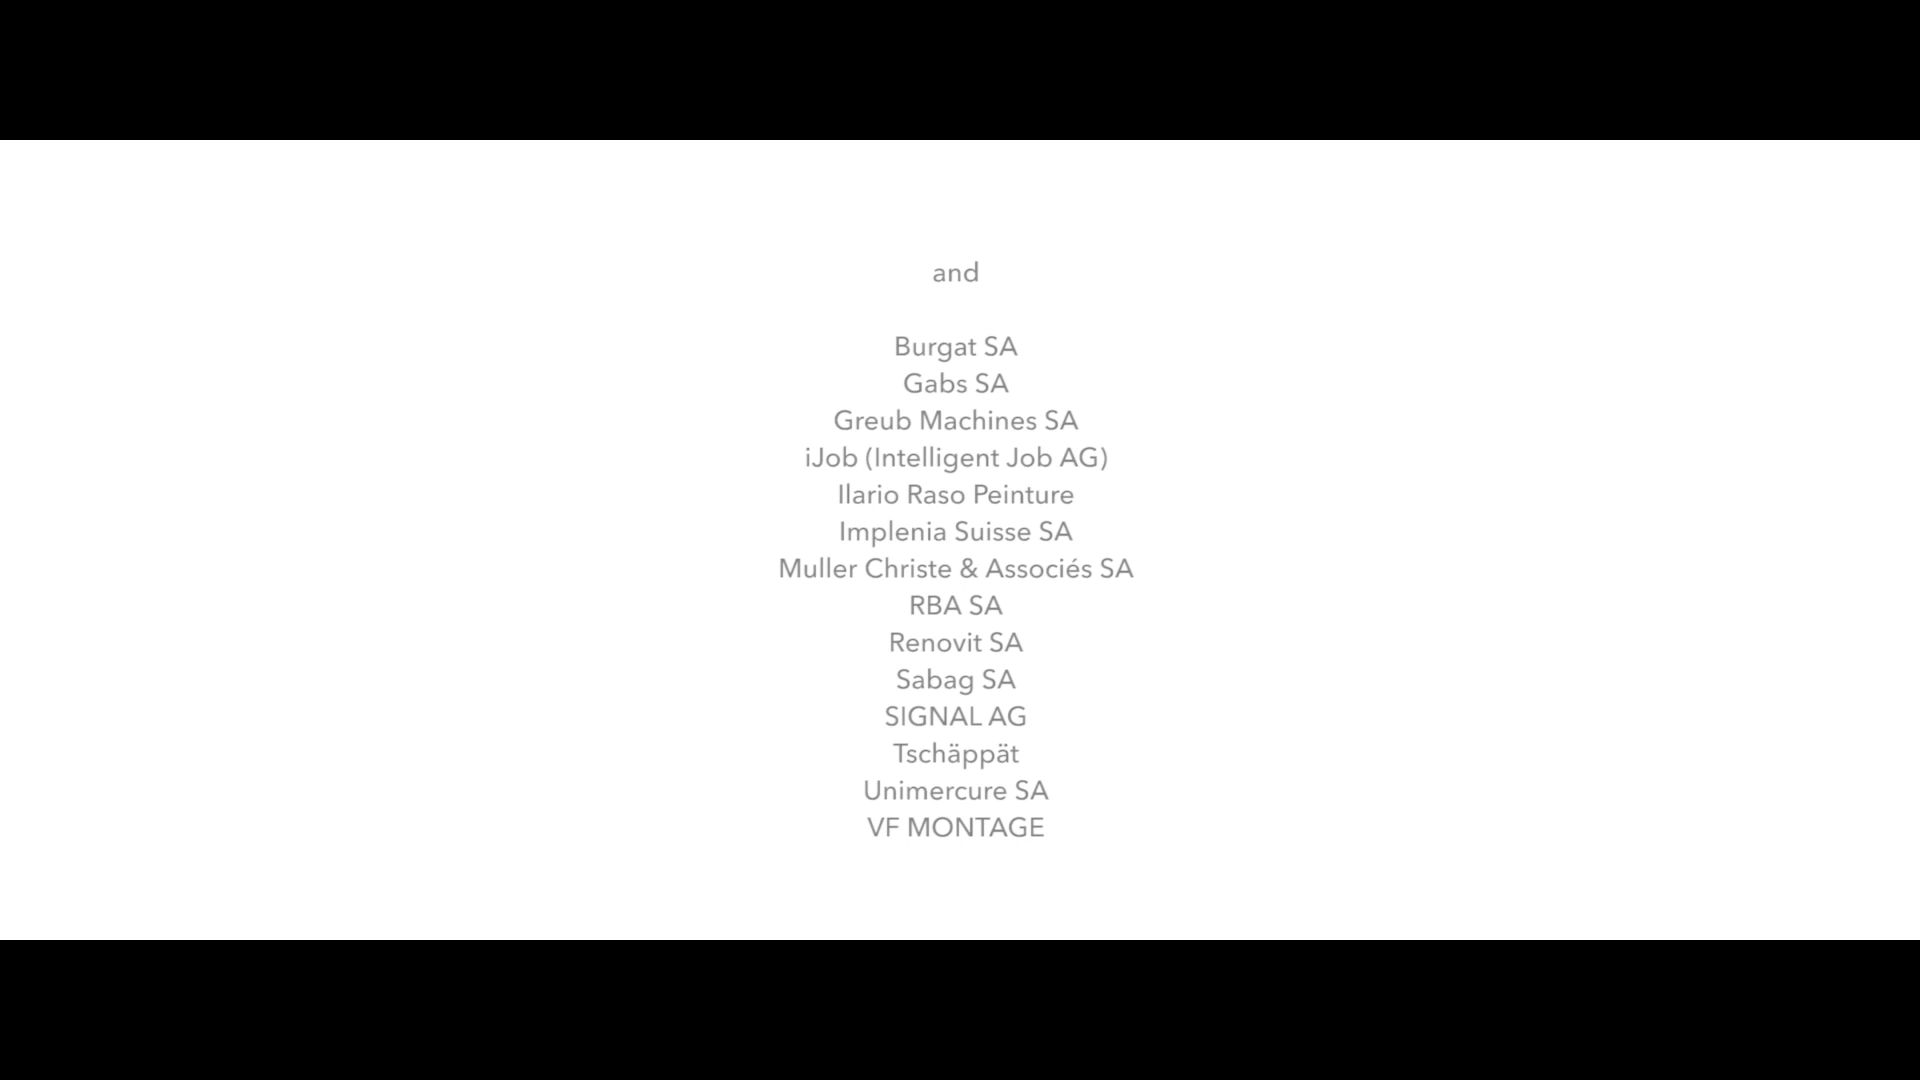 and
Burgat SA
Gabs SA
Greub Machines SA
iJob (Intelligent Job AG)
Ilario Raso Peinture
Implenia Suisse SA
Muller Christe & Associés SA
RBA SA
Renovit SA
Sabag SA
SIGNAL AG
Tschäppät
Unimercure SA
VF MONTAGE